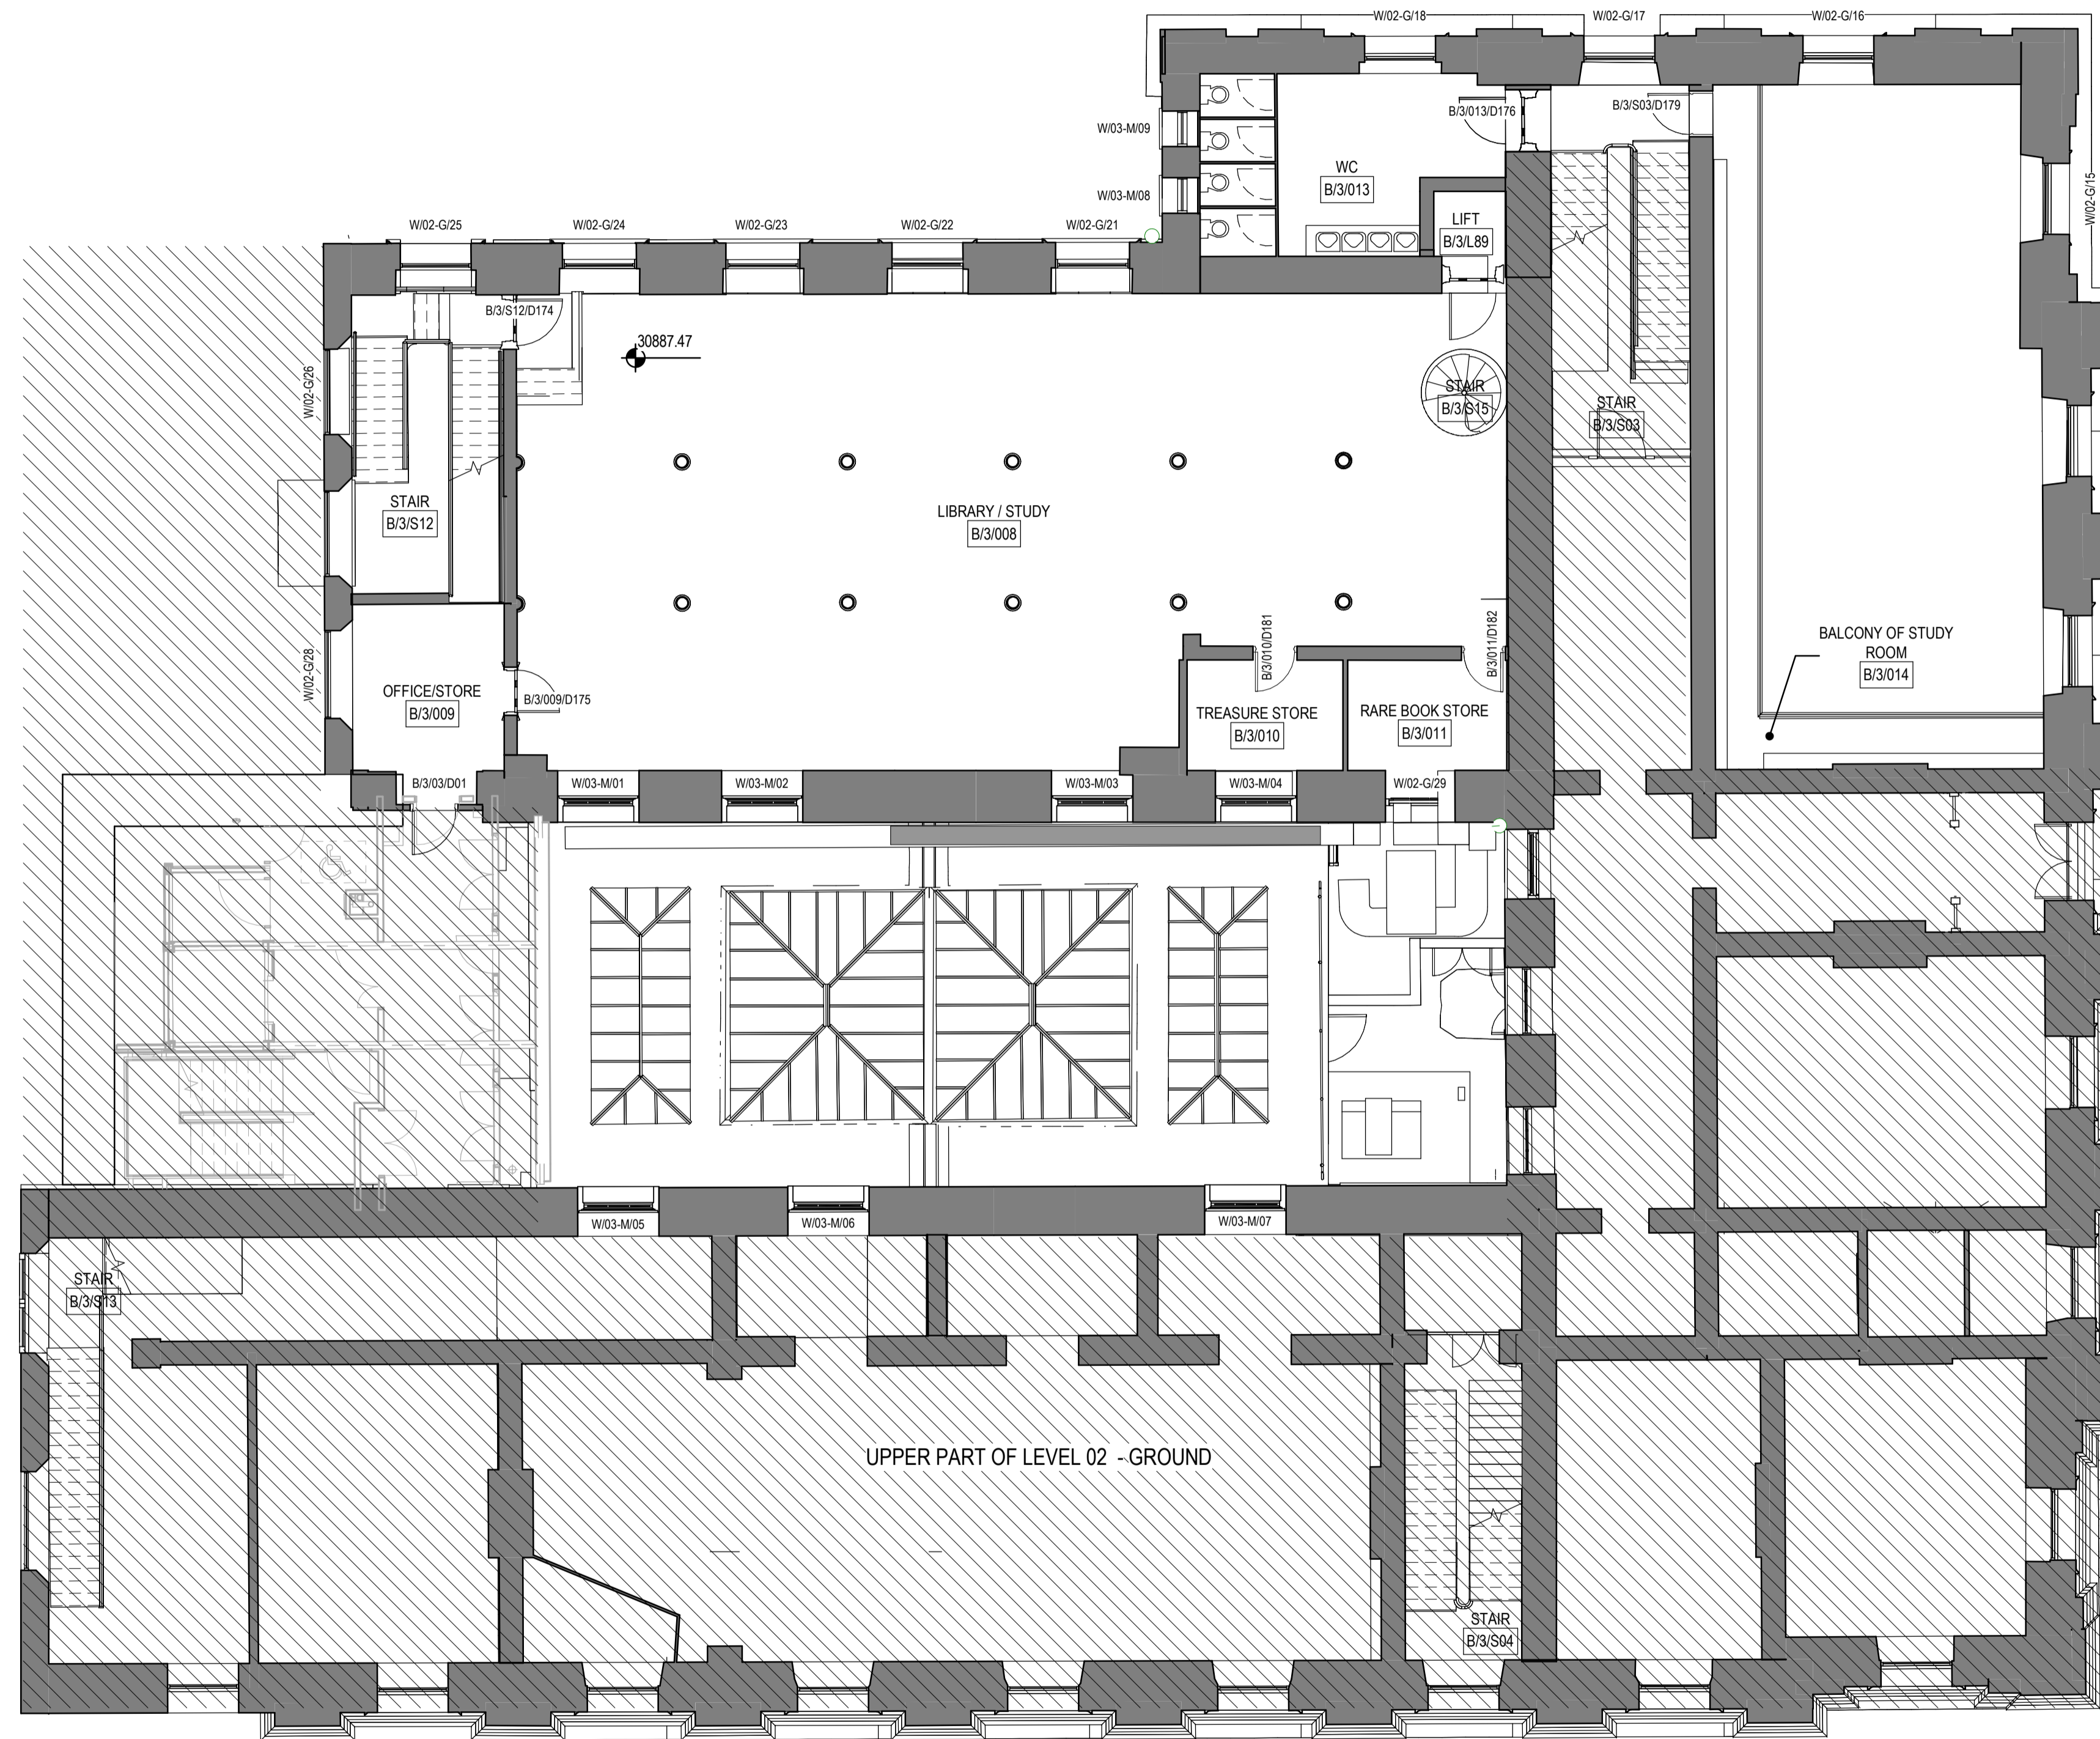 W/02-G/18
W/02-G/17
W/02-G/16
W/03-M/09
B/3/013/D176
B/3/S03/D179
WC
B/3/013
W/03-M/08
W/02-G/15
LIFT
B/3/L89
W/02-G/25
W/02-G/24
W/02-G/23
W/02-G/22
W/02-G/21
B/3/S12/D174
30887.47
W/02-G/26
STAIR
B/3/S15
STAIR
B/3/S03
STAIR
B/3/S12
LIBRARY / STUDY
B/3/008
B/3/010/D181
B/3/011/D182
BALCONY OF STUDY
ROOM
B/3/014
W/02-G/28
OFFICE/STORE
B/3/009
B/3/009/D175
TREASURE STORE
B/3/010
RARE BOOK STORE
B/3/011
B/3/03/D01
W/03-M/01
W/03-M/02
W/03-M/03
W/03-M/04
W/02-G/29
W/03-M/05
W/03-M/06
W/03-M/07
STAIR
B/3/S13
UPPER PART OF LEVEL 02 - GROUND
STAIR
B/3/S04